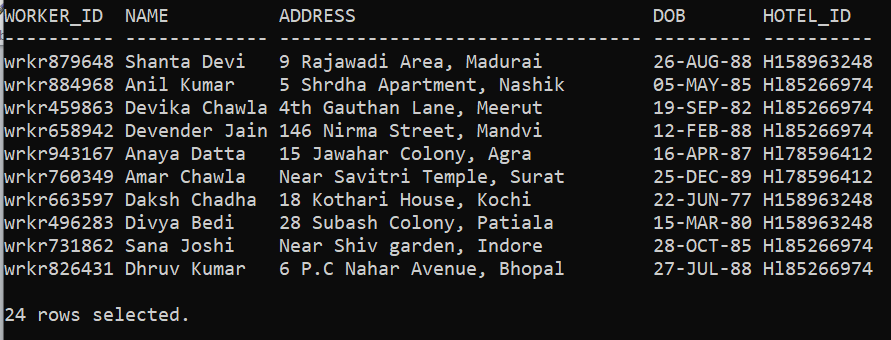 WORKER_ID NAME ADDRESS DOB HOTEL_ID
---------- ------------- --------------------------------- --------- ----------
wrkr879648 Shanta Devi 9 Rajawadi Area, Madurai 26-AUG-88 H158963248
wrkr884968 Anil Kumar 5 Shrdha Apartment, Nashik 05-MAY-85 Hl85266974
wrkr459863 Devika Chawla 4th Gauthan Lane, Meerut 19-SEP-82 Hl85266974
wrkr658942 Devender Jain 146 Nirma Street, Mandvi 12-FEB-88 Hl85266974
wrkr943167 Anaya Datta 15 Jawahar Colony, Agra 16-APR-87 Hl78596412
wrkr760349 Amar Chawla Near Savitri Temple, Surat 25-DEC-89 Hl78596412
wrkr663597 Daksh Chadha 18 Kothari House, Kochi 22-JUN-77 H158963248
wrkr496283 Divya Bedi 28 Subash Colony, Patiala 15-MAR-80 H158963248
wrkr731862 Sana Joshi Near Shiv garden, Indore 28-OCT-85 Hl85266974
wrkr826431 Dhruv Kumar 6 P.C Nahar Avenue, Bhopal 27-JUL-88 Hl85266974
24 rows selected.